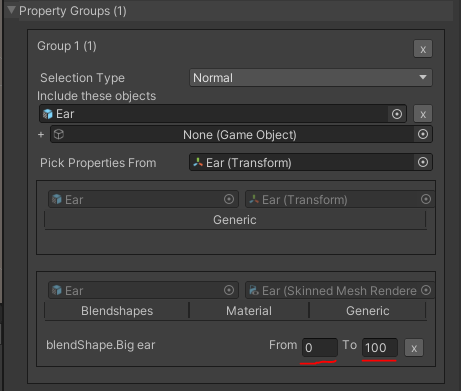 Property Groups (1)
Group 1 (1)
x
Selection Type Normal
Include these objects
Ear x
+ None (Game Object)
Pick Properties From Ear (Transform)
Ear Ear (Transform)
Generic
Ear Ear (Skinned Mesh Rendere
Blendshapes Material Generic
blendShape.Big ear From 0 To 100 x